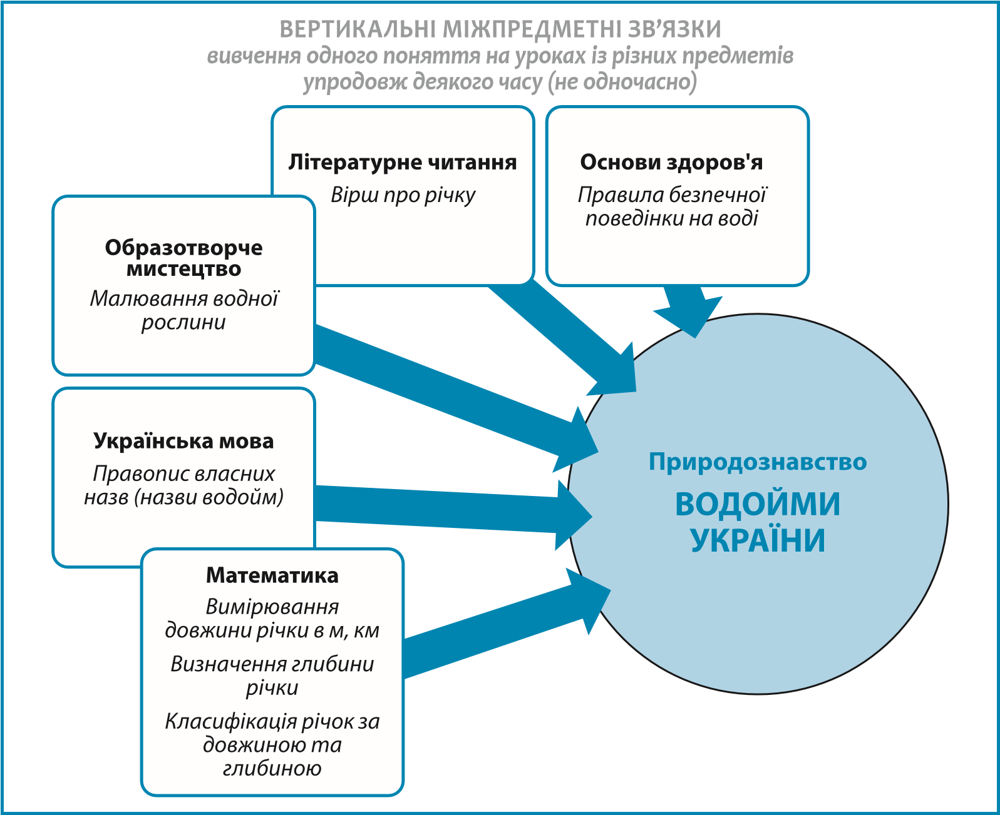 ВЕРТИКАЛЬНІ МІЖПРЕДМЕТНІ ЗВ’ЯЗКИ
вивчення одного поняття на уроках із різних предметів
упродовж деякого часу (не одночасно)
Літературне читання
Вірш про річку
Основи здоров'я
Правила безпечної
поведінки на воді
Образотворче
мистецтво
Малювання водної
рослини
Українська мова
Правопис власних
назв (назви водойм)
Математика
Вимірювання
довжини річки в м, км
Визначення глибини
річки
Класифікація річок за
довжиною та
глибиною
Природознавство
ВОДОЙМИ
УКРАЇНИ